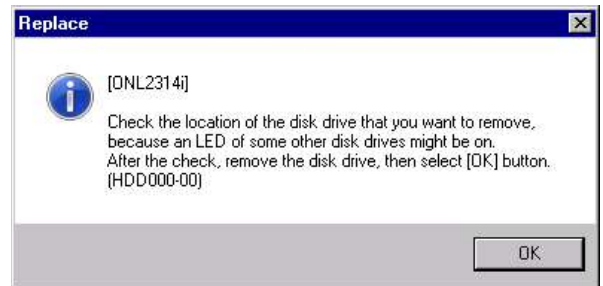 Replace
[ONL2314i]
Check the location of the disk drive that you want to remove,
because an LED of some other disk drives might be on.
After the check, remove the disk drive, then select [OK] button.
(HDD000-00)
OK